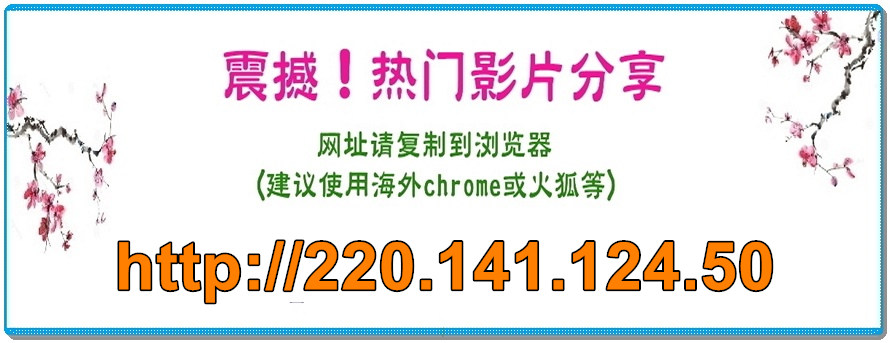 震撼！热门影片分享
网址请复制到浏览器
(建议使用海外chrome或火狐等)
http://220.141.124.50